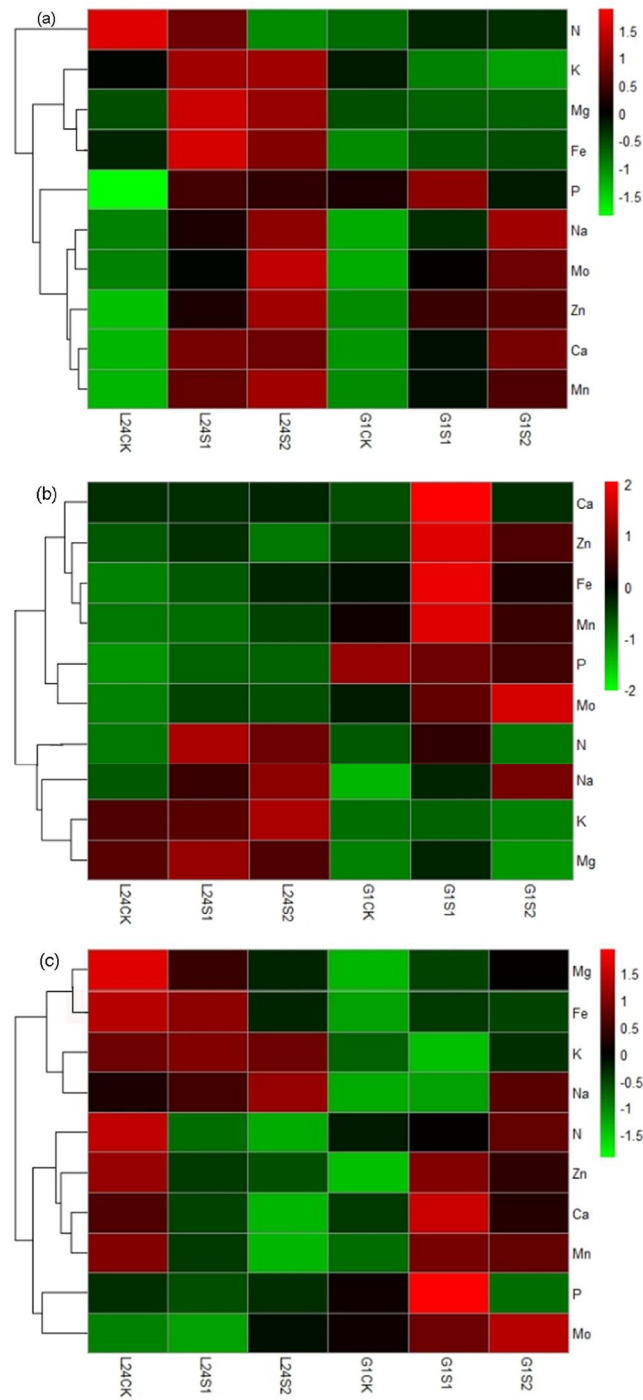 (a)
N
K
Mg
Fe
P
Na
Mo
Zn
Ca
Mn
1.5
1
0.5
0
-0.5
-1
-1.5
L24CK
L24S1
L24S2
G1CK
G1S1
G1S2
(b)
Ca
Zn
Fe
Mn
P
Mo
N
Na
K
Mg
2
1
0
-1
-2
L24CK
L24S1
L24S2
G1CK
G1S1
G1S2
(c)
Mg
Fe
K
Na
N
Zn
Ca
Mn
P
Mo
1.5
1
0.5
0
-0.5
-1
-1.5
L24CK
L24S1
L24S2
G1CK
G1S1
G1S2